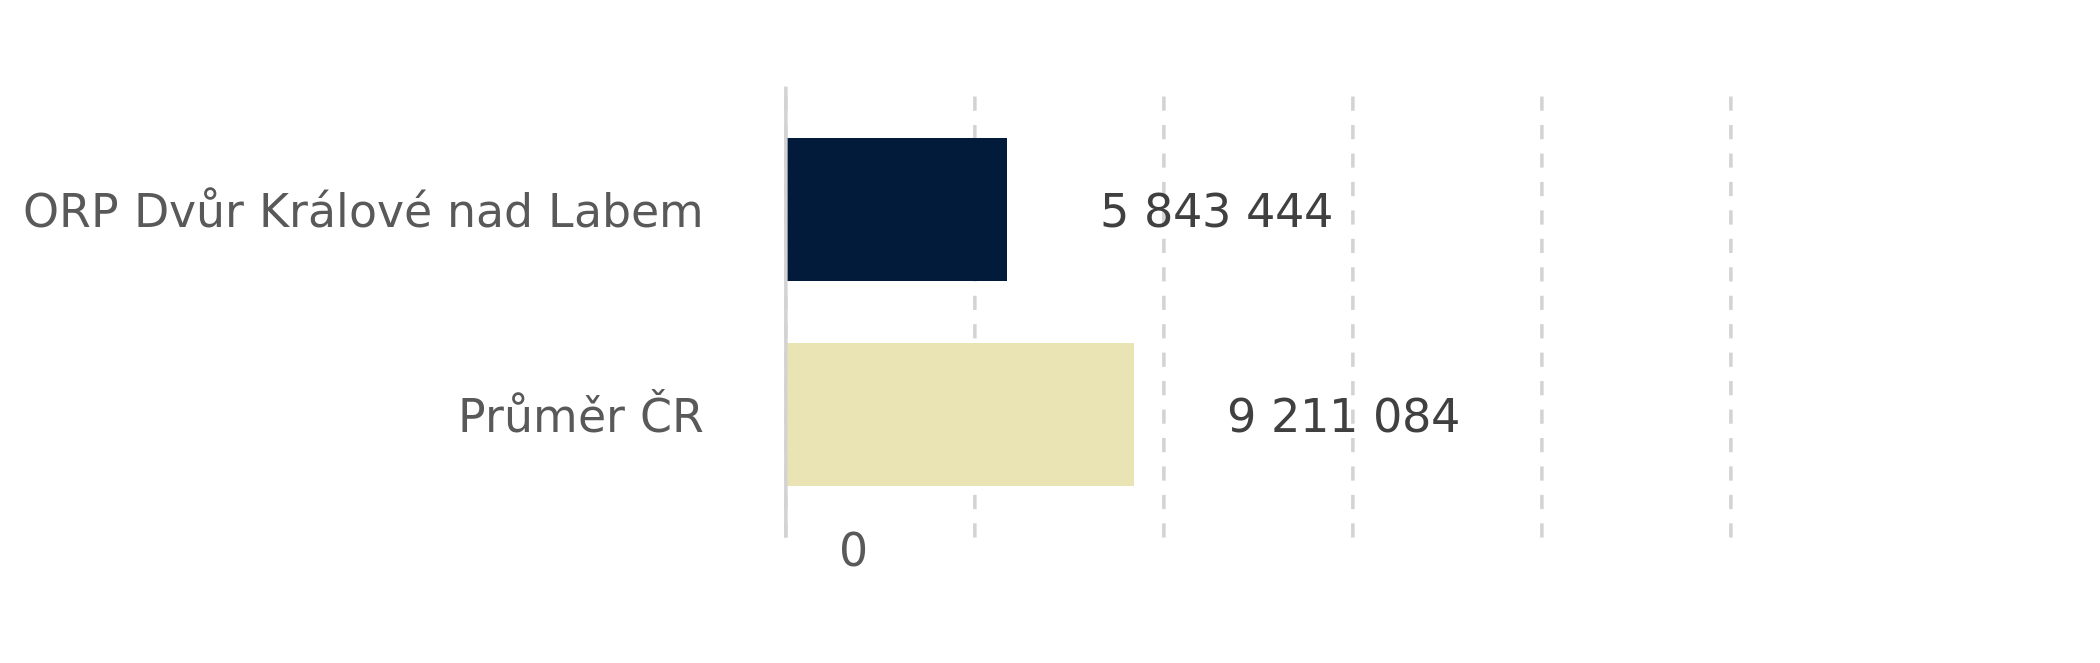 ORP Dvůr Králové nad Labem 5 843 444
Průměr ČR 9 211 084
0